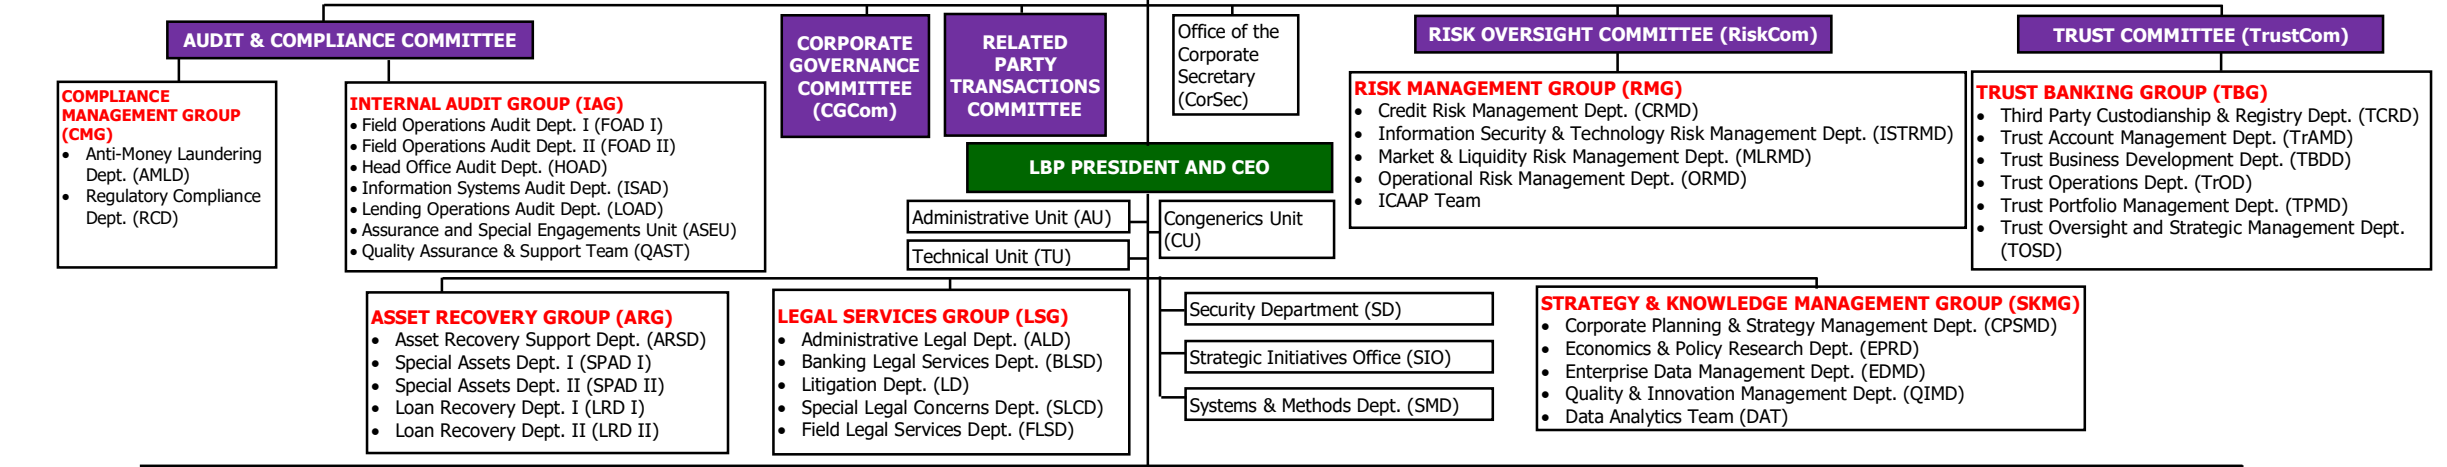 AUDIT & COMPLIANCE COMMITTEE
COMPLIANCE
MANAGEMENT GROUP
(CMG)
• Anti-Money Laundering
Dept. (AMLD)
• Regulatory Compliance
Dept. (RCD)
INTERNAL AUDIT GROUP (IAG)
• Field Operations Audit Dept. I (FOAD I)
• Field Operations Audit Dept. II (FOAD II)
• Head Office Audit Dept. (HOAD)
• Information Systems Audit Dept. (ISAD)
• Lending Operations Audit Dept. (LOAD)
• Assurance and Special Engagements Unit (ASEU)
• Quality Assurance & Support Team (QAST)
CORPORATE
GOVERNANCE
COMMITTEE
(CGCom)
RELATED
PARTY
TRANSACTIONS
COMMITTEE
Office of the
Corporate
Secretary
(CorSec)
RISK OVERSIGHT COMMITTEE (RiskCom)
RISK MANAGEMENT GROUP (RMG)
• Credit Risk Management Dept. (CRMD)
• Information Security & Technology Risk Management Dept. (ISTRMD)
• Market & Liquidity Risk Management Dept. (MLRMD)
• Operational Risk Management Dept. (ORMD)
• ICAAP Team
TRUST COMMITTEE (TrustCom)
TRUST BANKING GROUP (TBG)
• Third Party Custodianship & Registry Dept. (TCRD)
• Trust Account Management Dept. (TrAMD)
• Trust Business Development Dept. (TBDD)
• Trust Operations Dept. (TrOD)
• Trust Portfolio Management Dept. (TPMD)
• Trust Oversight and Strategic Management Dept.
(TOSD)
LBP PRESIDENT AND CEO
Administrative Unit (AU)
Technical Unit (TU)
Congenerics Unit
(CU)
ASSET RECOVERY GROUP (ARG)
• Asset Recovery Support Dept. (ARSD)
• Special Assets Dept. I (SPAD I)
• Special Assets Dept. II (SPAD II)
• Loan Recovery Dept. I (LRD I)
• Loan Recovery Dept. II (LRD II)
LEGAL SERVICES GROUP (LSG)
• Administrative Legal Dept. (ALD)
• Banking Legal Services Dept. (BLSD)
• Litigation Dept. (LD)
• Special Legal Concerns Dept. (SLCD)
• Field Legal Services Dept. (FLSD)
Security Department (SD)
Strategic Initiatives Office (SIO)
Systems & Methods Dept. (SMD)
STRATEGY & KNOWLEDGE MANAGEMENT GROUP (SKMG)
• Corporate Planning & Strategy Management Dept. (CPSMD)
• Economics & Policy Research Dept. (EPRD)
• Enterprise Data Management Dept. (EDMD)
• Quality & Innovation Management Dept. (QIMD)
• Data Analytics Team (DAT)